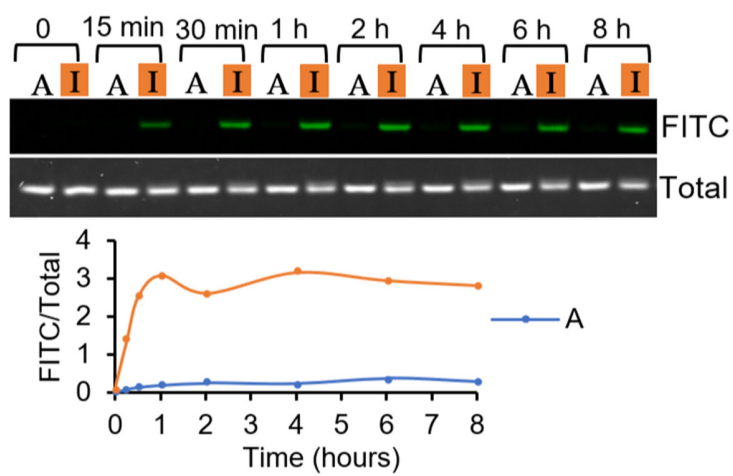 0 15 min 30 min 1 h 2 h 4 h 6 h 8 h
A I A I A I A I A I A I A I A I
FITC
Total
4
3
2
1
0
FITC/Total
A
0 1 2 3 4 5 6 7 8
Time (hours)